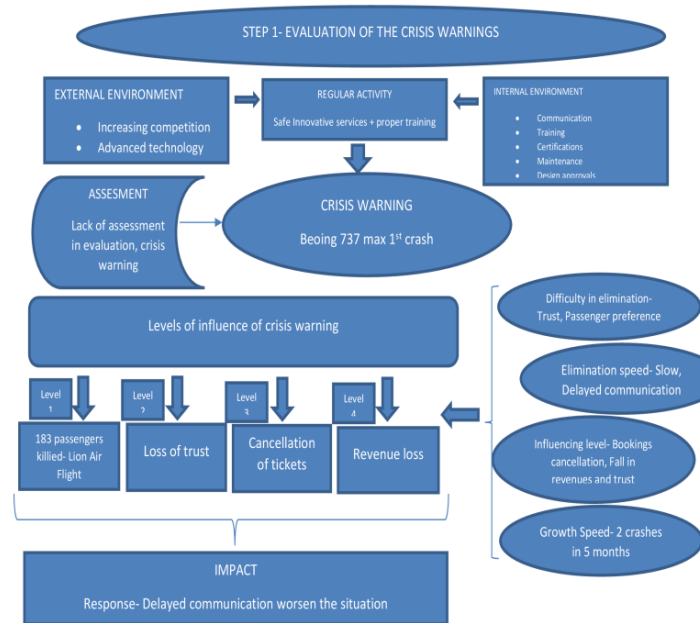 STEP 1- EVALUATION OF THE CRISIS WARNINGS
EXTERNAL ENVIRONMENT
• Increasing competition
• Advanced technology
REGULAR ACTIVITY
Safe Innovative services + proper training
INTERNAL ENVIRONMENT
• Communication
• Training
• Certifications
• Maintenance
• Design approvals
ASSESMENT
Lack of assessment
in evaluation, crisis
warning
CRISIS WARNING
Beoing 737 max 1st crash
Levels of influence of crisis warning
Level
1
Level
2
Level
3
Level
4
183 passengers
killied- Lion Air
Flight
Loss of trust
Cancellation
of tickets
Revenue loss
Difficulty in elimination-
Trust, Passenger preference
Elimination speed- Slow,
Delayed communication
Influencing level- Bookings
cancellation, Fall in
revenues and trust
Growth Speed- 2 crashes
in 5 months
IMPACT
Response- Delayed communication worsen the situation